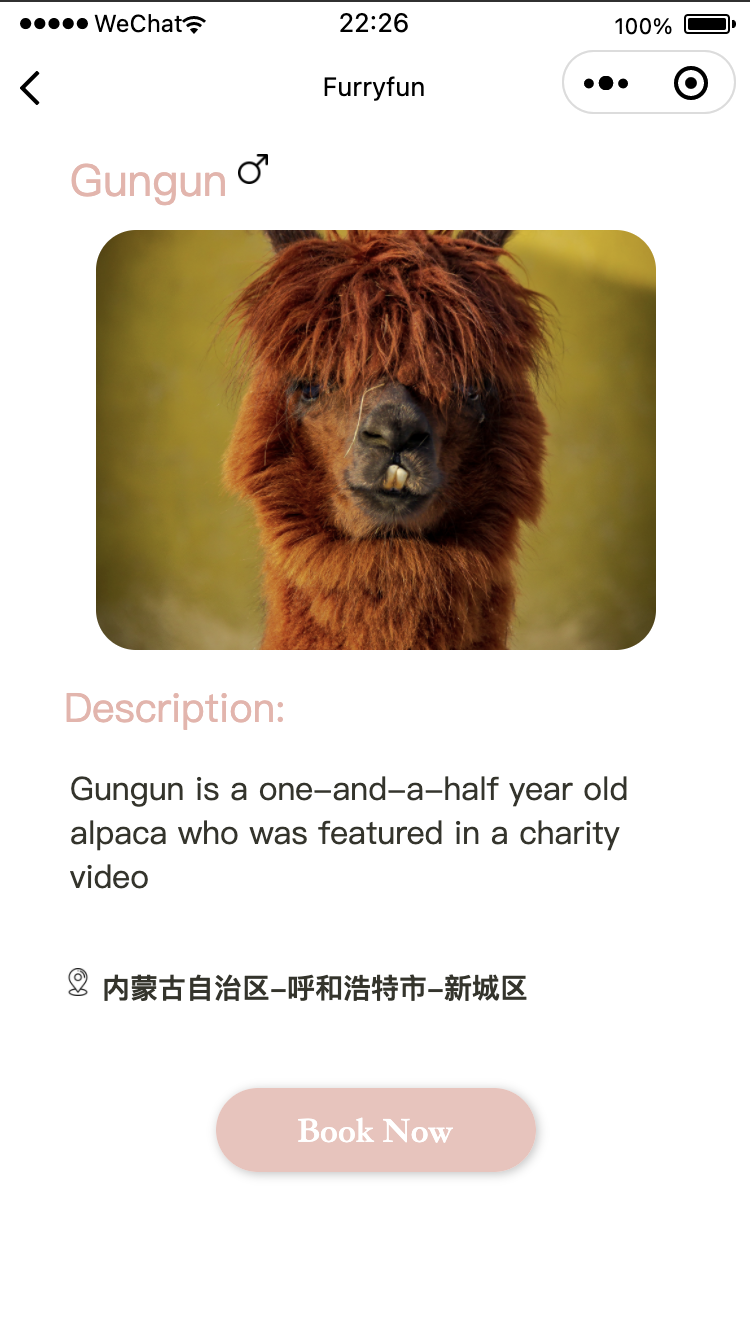 WeChat
22:26
100%
Furryfun
Gungun
Description:
Gungun is a one–and–a–half year old
alpaca who was featured in a charity
video
内蒙古自治区–呼和浩特市–新城区
Book Now